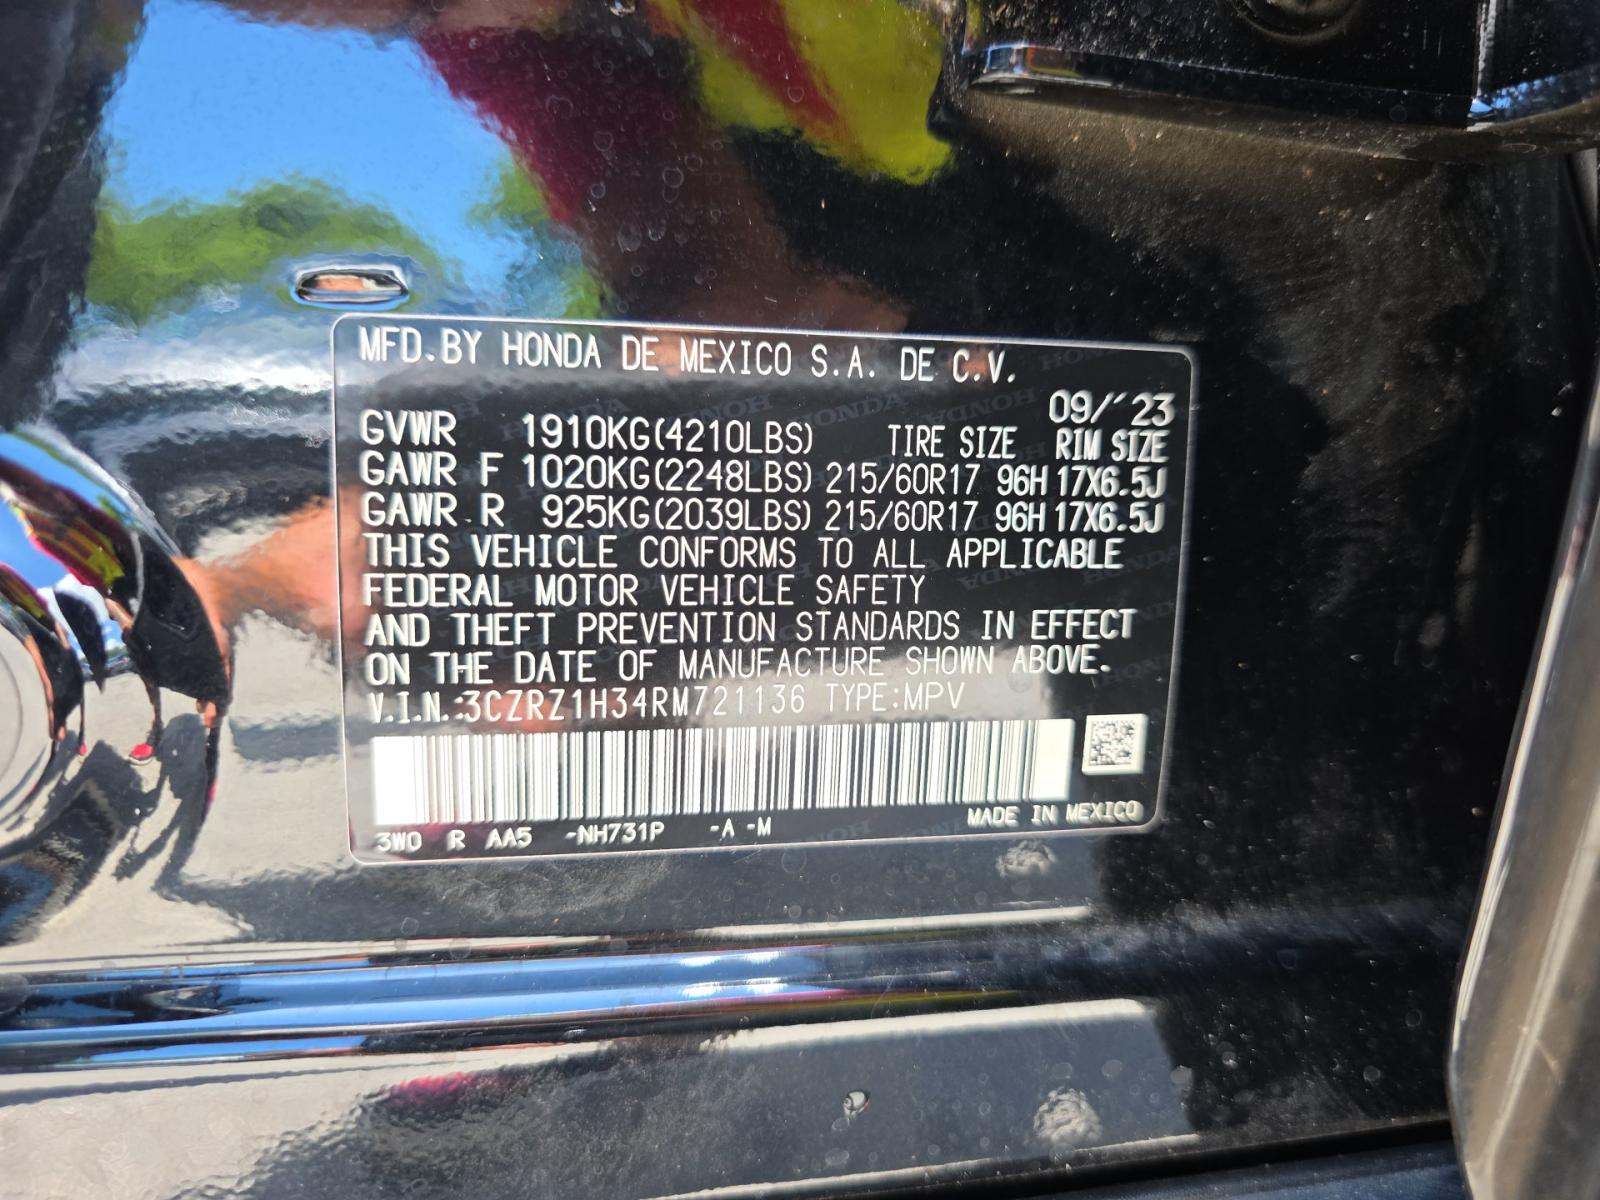 MFD.BY HONDA DE MEXICO S.A. DE C.V.
09/´23
GVWR 1910KG(4210LBS) TIRE SIZE RIM SIZE
GAWR F 1020KG(2248LBS) 215/60R17 96H 17X6.5J
GAWR R 925KG(2039LBS) 215/60R17 96H 17X6.5J
THIS VEHICLE CONFORMS TO ALL APPLICABLE
FEDERAL MOTOR VEHICLE SAFETY
AND THEFT PREVENTION STANDARDS IN EFFECT
ON THE DATE OF MANUFACTURE SHOWN ABOVE.
V.I.N.:3CZRZ1H34RM721136 TYPE:MPV
3W0 R AA5 -NH731P -A -M MADE IN MEXICO